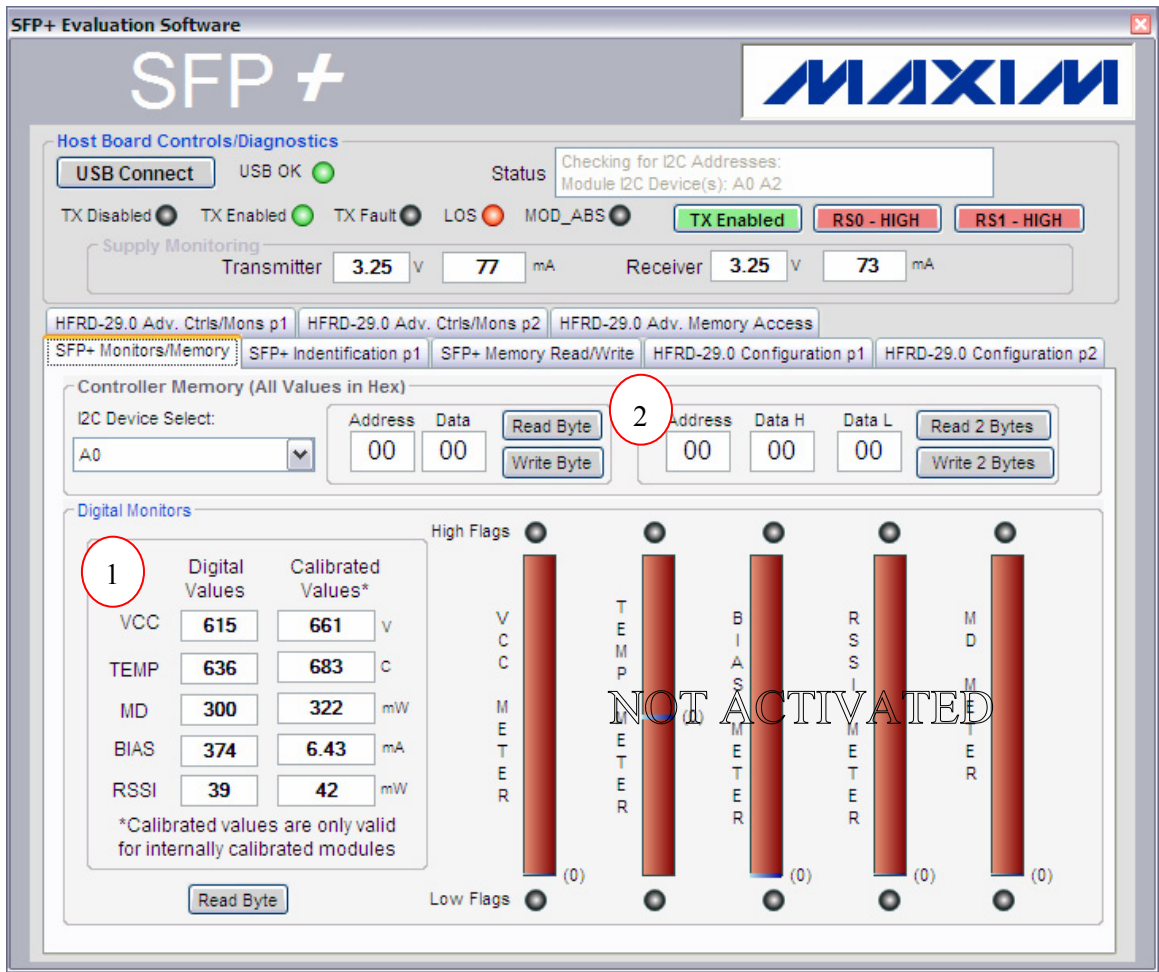 SFP+ Evaluation Software
SFP +
MAXIM
Host Board Controls/Diagnostics
USB Connect USB OK Status Checking for I2C Addresses:
Module I2C Device(s): A0 A2
TX Disabled TX Enabled TX Fault LOS MOD_ABS TX Enabled RS0 - HIGH RS1 - HIGH
Supply Monitoring
Transmitter 3.25 V 77 mA Receiver 3.25 V 73 mA
HFRD-29.0 Adv. Ctrls/Mons p1 HFRD-29.0 Adv. Ctrls/Mons p2 HFRD-29.0 Adv. Memory Access
SFP+ Monitors/Memory SFP+ Indentification p1 SFP+ Memory Read/Write HFRD-29.0 Configuration p1 HFRD-29.0 Configuration p2
Controller Memory (All Values in Hex)
I2C Device Select:
A0
Address Data
00 00
Read Byte
Write Byte
2
Address Data H Data L
00 00 00
Read 2 Bytes
Write 2 Bytes
Digital Monitors
1
Digital Calibrated
Values Values*
VCC 615 661 V
TEMP 636 683 C
MD 300 322 mW
BIAS 374 6.43 mA
RSSI 39 42 mW
*Calibrated values are only valid
for internally calibrated modules
Read Byte
High Flags
VCC METER
(0)
TEMP METER
(0)
BIAS METER
(0)
RSSI METER
(0)
MD METER
(0)
NOT ACTIVATED
Low Flags